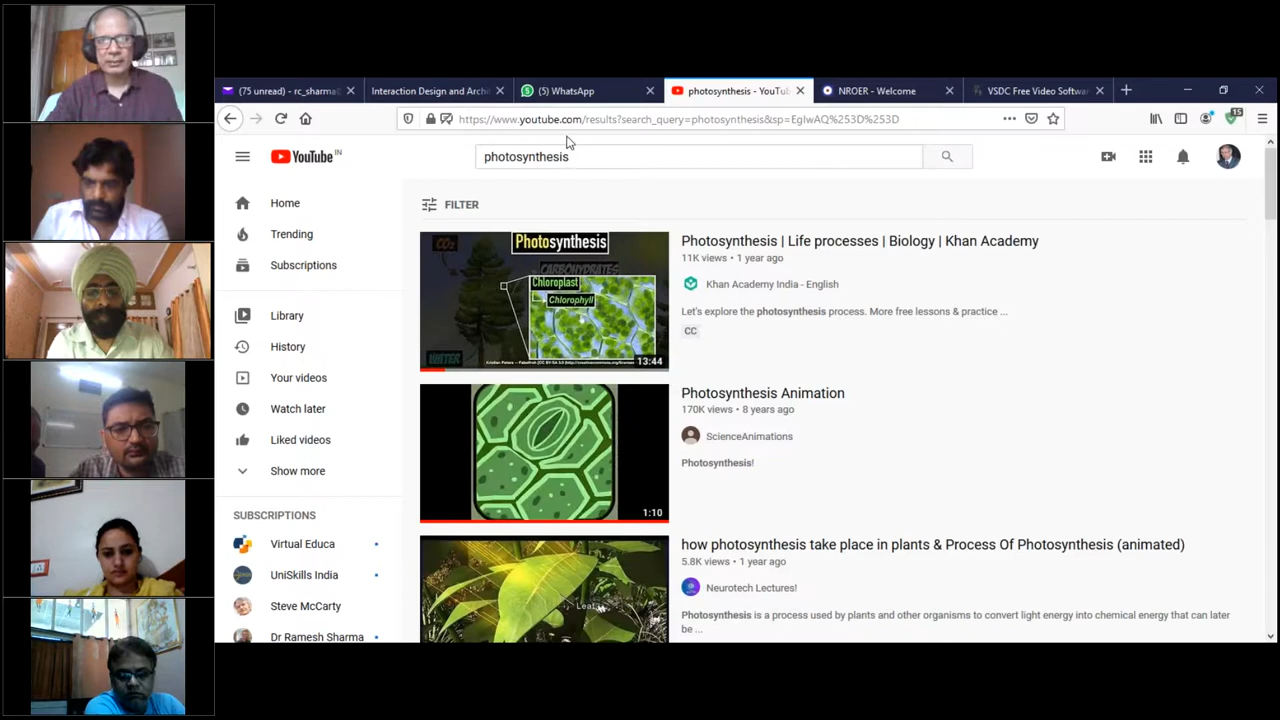 (75 unread) - rc_sharma@
Interaction Design and Archi
(5) WhatsApp
photosynthesis - YouTu
NROER - Welcome
VSDC Free Video Softwar
https://www.youtube.com/results?search_query=photosynthesis&sp=EgIwAQ%253D%253D
15
YouTube IN
photosynthesis
Home
Trending
Subscriptions
Library
History
Your videos
Watch later
Liked videos
Show more
SUBSCRIPTIONS
Virtual Educa
UniSkills India
Steve McCarty
Dr Ramesh Sharma
FILTER
CO2
Photosynthesis
CARBOHYDRATES
Chloroplast
Chlorophyll
WATER
13:44
Photosynthesis | Life processes | Biology | Khan Academy
11K views • 1 year ago
Khan Academy India - English
Let's explore the photosynthesis process. More free lessons & practice ...
CC
1:10
Photosynthesis Animation
170K views • 8 years ago
ScienceAnimations
Photosynthesis!
how photosynthesis take place in plants & Process Of Photosynthesis (animated)
5.8K views • 1 year ago
Neurotech Lectures!
Photosynthesis is a process used by plants and other organisms to convert light energy into chemical energy that can later
be ...